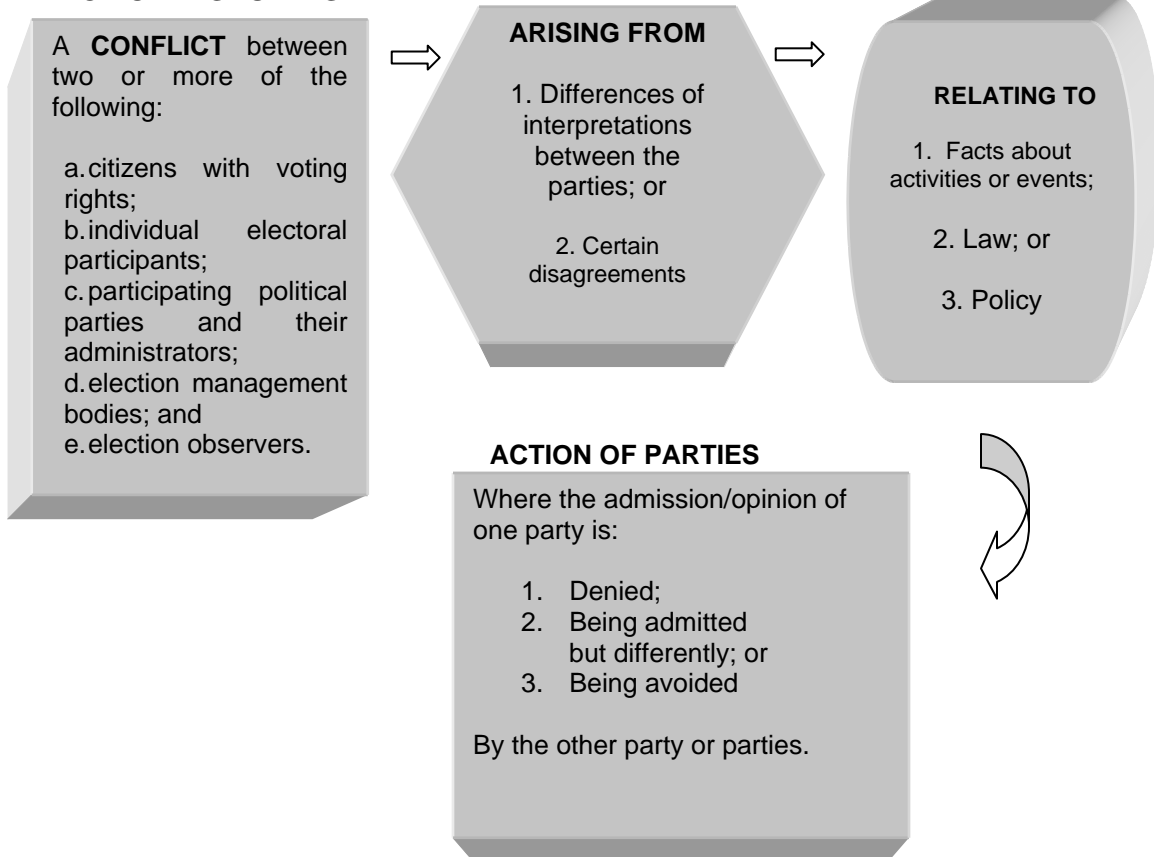 A CONFLICT between
two or more of the
following:
a.citizens with voting
rights;
b.individual electoral
participants;
c.participating political
parties and their
administrators;
d.election management
bodies; and
e.election observers.
ARISING FROM
1. Differences of
interpretations
between the
parties; or
2. Certain
disagreements
RELATING TO
1. Facts about
activities or events;
2. Law; or
3. Policy
ACTION OF PARTIES
Where the admission/opinion of
one party is:
1. Denied;
2. Being admitted
but differently; or
3. Being avoided
By the other party or parties.